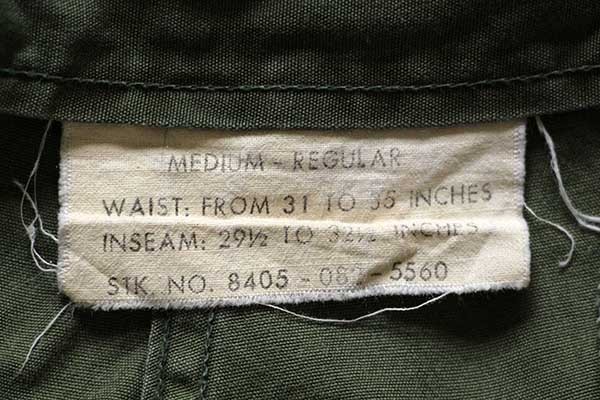 MEDIUM - REGULAR
WAIST: FROM 31 TO 35 INCHES
INSEAM: 29½ TO 32½ INCHES
STK. NO. 8405 - 082 - 5560